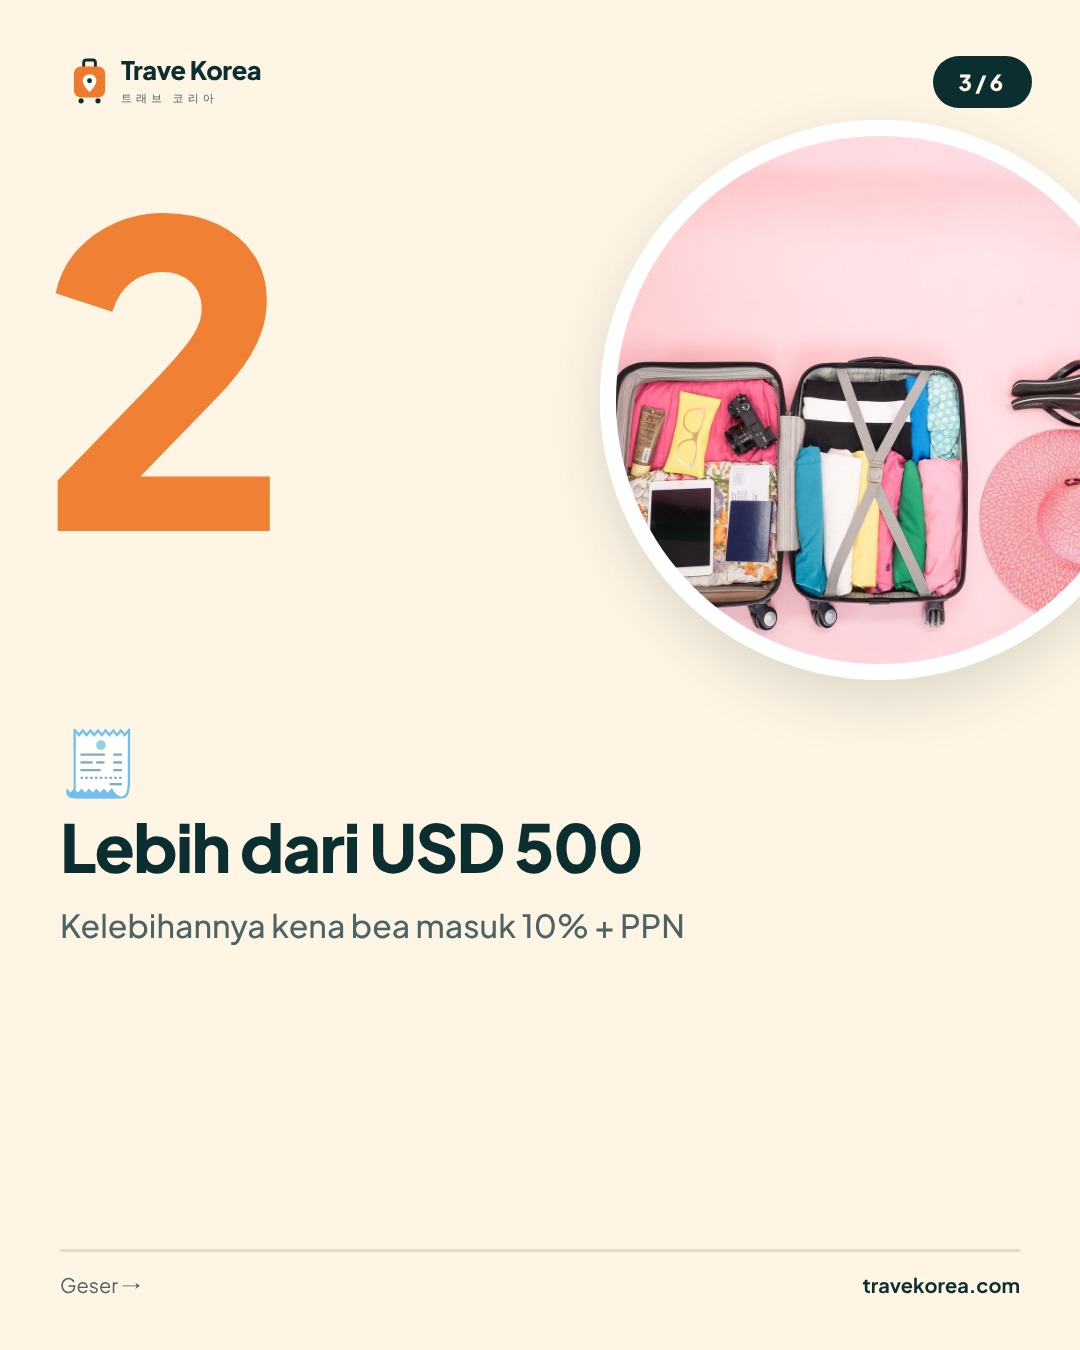 Trave Korea
트래브 코리아
3/6
2
Lebih dari USD 500
Kelebihannya kena bea masuk 10% + PPN
Geser →
travekorea.com